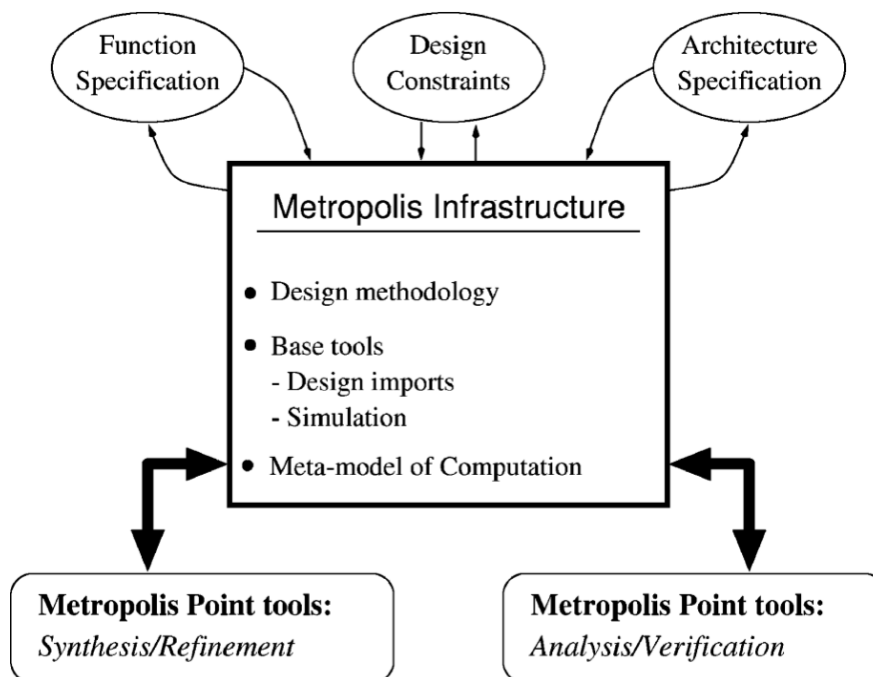 Function
Specification
Design
Constraints
Architecture
Specification
Metropolis Infrastructure
• Design methodology
• Base tools
- Design imports
- Simulation
• Meta-model of Computation
Metropolis Point tools:
Synthesis/Refinement
Metropolis Point tools:
Analysis/Verification